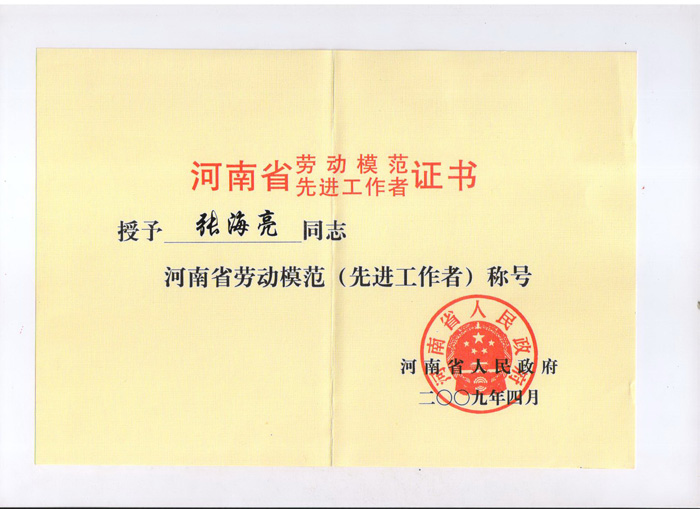 河南省劳动模范先进工作者证书
授予 张海亮 同志
河南省劳动模范（先进工作者）称号
河南省人民政府
河南省人民政府
二〇〇九年四月